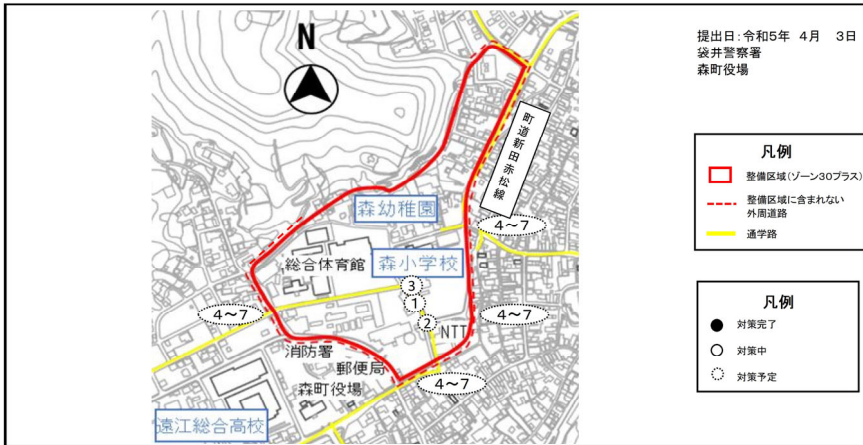 提出日:令和5年 4月 3日
袋井警察署
森町役場
N
町道新田赤松線
森幼稚園
4～7
総合体育館
森小学校
3
1
4～7
2
NTT
4～7
消防署
郵便局
4～7
森町役場
遠江総合高校
凡例
整備区域(ゾーン30プラス)
整備区域に含まれない
外周道路
通学路
凡例
対策完了
対策中
対策予定